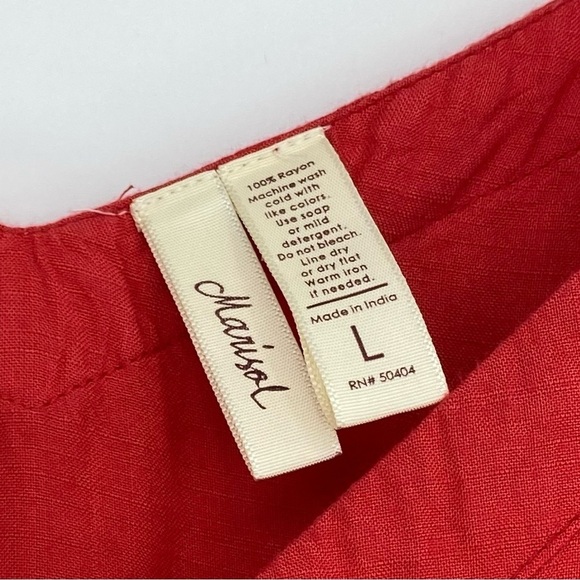 Marisol
100% Rayon
Machine wash
cold with
like colors.
Use soap
or mild
detergent.
Do not bleach.
Line dry
or dry flat
Warm iron
if needed.
Made in India
L
RN# 50404